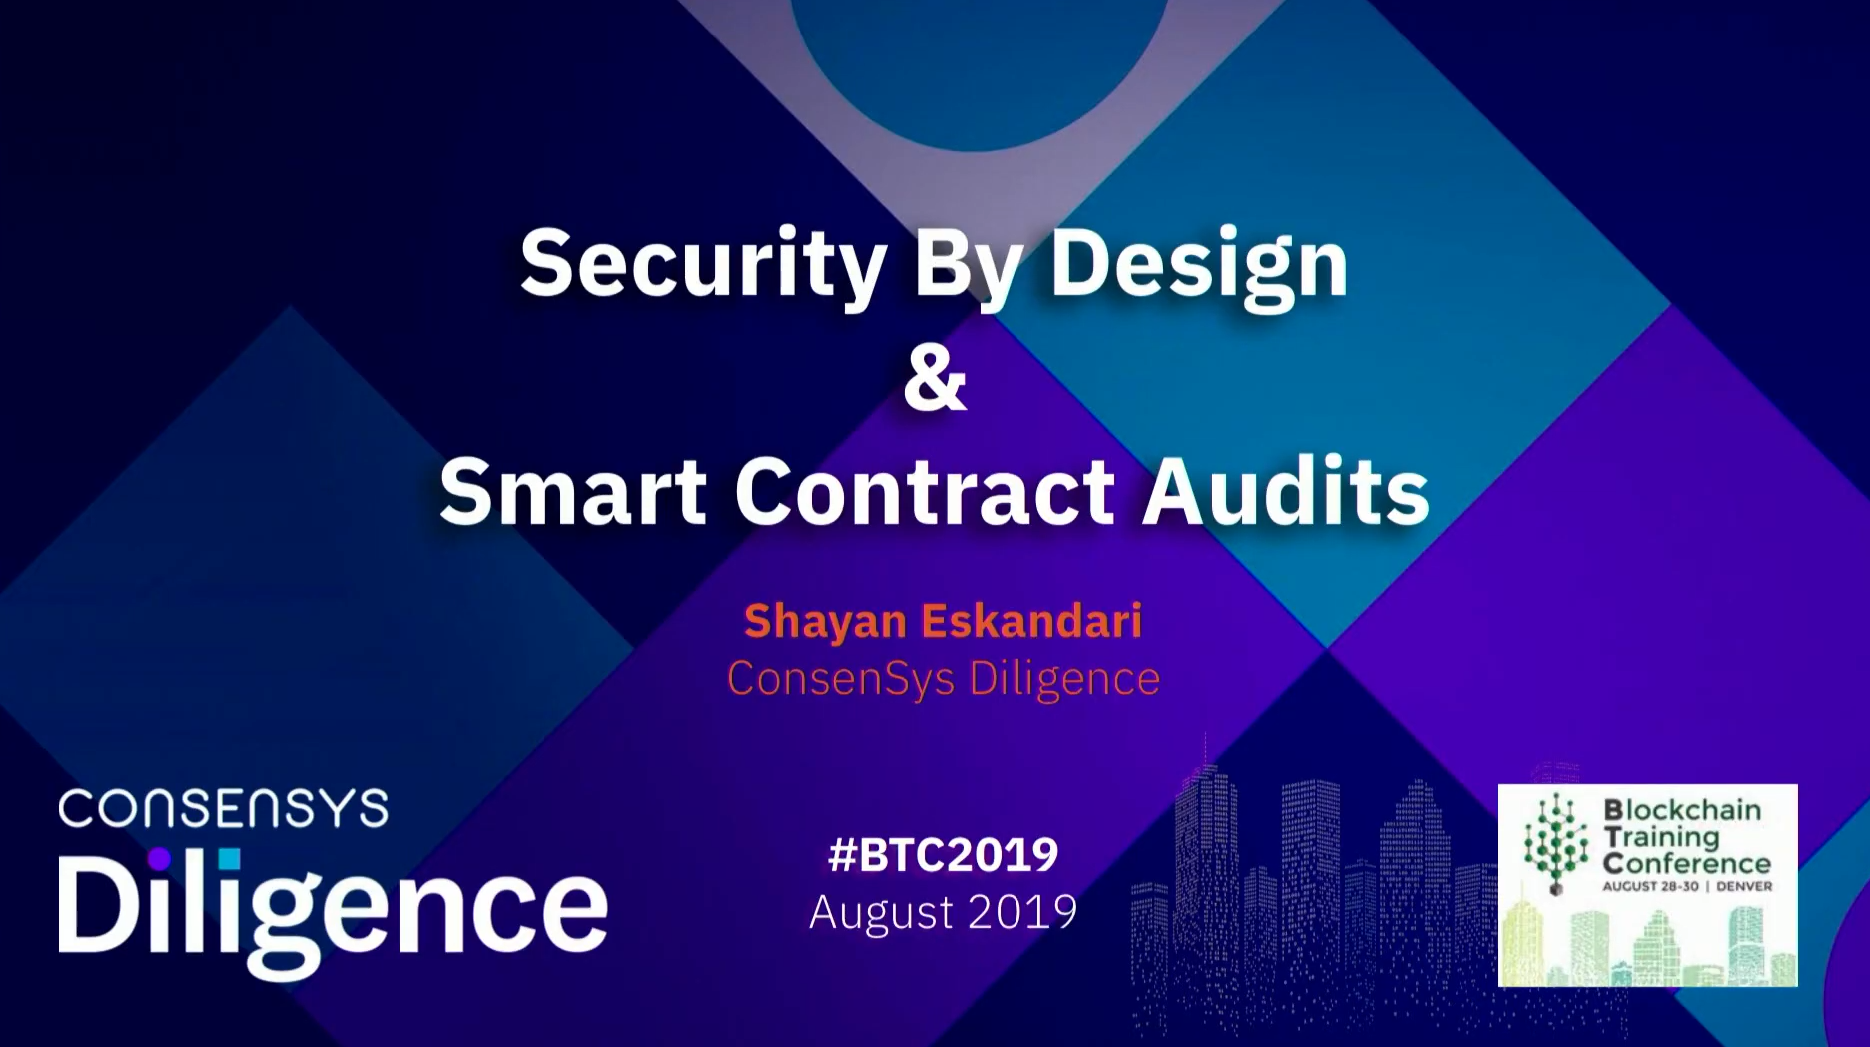 Security By Design
&
Smart Contract Audits
Shayan Eskandari
ConsenSys Diligence
CONSENSYS
Diligence
#BTC2019
August 2019
Blockchain
Training
Conference
AUGUST 28-30 | DENVER